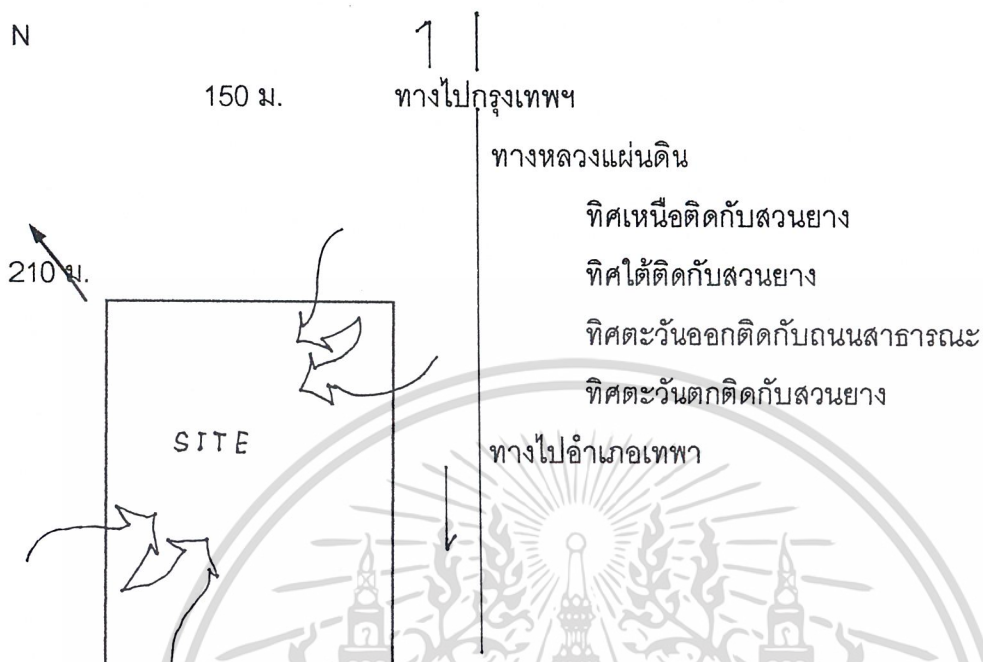 N
150 ม.
ทางไปกรุงเทพฯ
ทางหลวงแผ่นดิน
ทิศเหนือติดกับสวนยาง
210 ม.
ทิศใต้ติดกับสวนยาง
ทิศตะวันออกติดกับถนนสาธารณะ
ทิศตะวันตกติดกับสวนยาง
SITE
ทางไปอำเภอเทพา